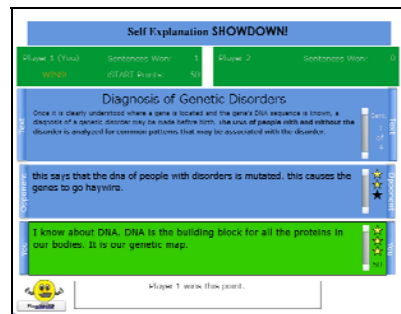 Self Explanation SHOWDOWN!
Player 1 (You) Sentences Won: 1
WINS! iSTART Points: 50
Player 2 Sentences Won: 0
Diagnosis of Genetic Disorders
Text
Once it is clearly understood where a gene is located and the gene's DNA sequence is known, a
diagnosis of a genetic disorder may be made before birth. The DNA of people with and without the
disorder is analyzed for common patterns that may be associated with the disorder.
Sent.
1
of
4
Text
Opponent
this says that the dna of people with disorders is mutated. this causes the
genes to go haywire.
Opponent
You
I know about DNA. DNA is the building block for all the proteins in
our bodies. It is our genetic map.
50
You
Player 1 wins this point.